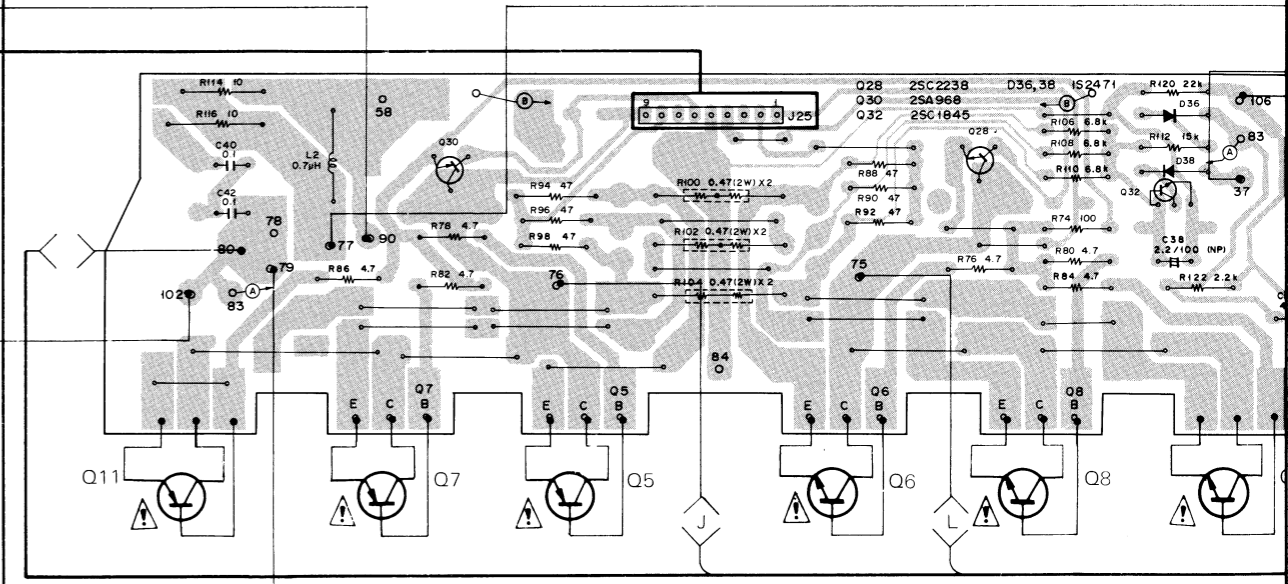 R114 10
R116 10
C40
0.1
C42
0.1
58
L2
0.7μH
Q30
B
9
1
J25
Q28 2SC2238 D36,38 1S2471
Q30 2SA968
Q32 2SC1845
B
R106 6.8k
R108 6.8k
R110 6.8k
Q28
R120 22k
D36
R112 15k
D38
Q32
106
83
A
37
R94 47
R96 47
R98 47
R100 0.47(2W)X2
R102 0.47(2W)X2
R104 0.47(2W)X2
R88 47
R90 47
R92 47
78
80
79
77
90
R78 4.7
R86 4.7
R82 4.7
76
75
R74 100
R76 4.7
R80 4.7
R84 4.7
C38
2.2/100 (NP)
R122 2.2k
102
83
A
84
E C B
Q7
E C B
Q5
E C B
Q6
E C B
Q8
Q11
Q7
Q5
J
Q6
L
Q8